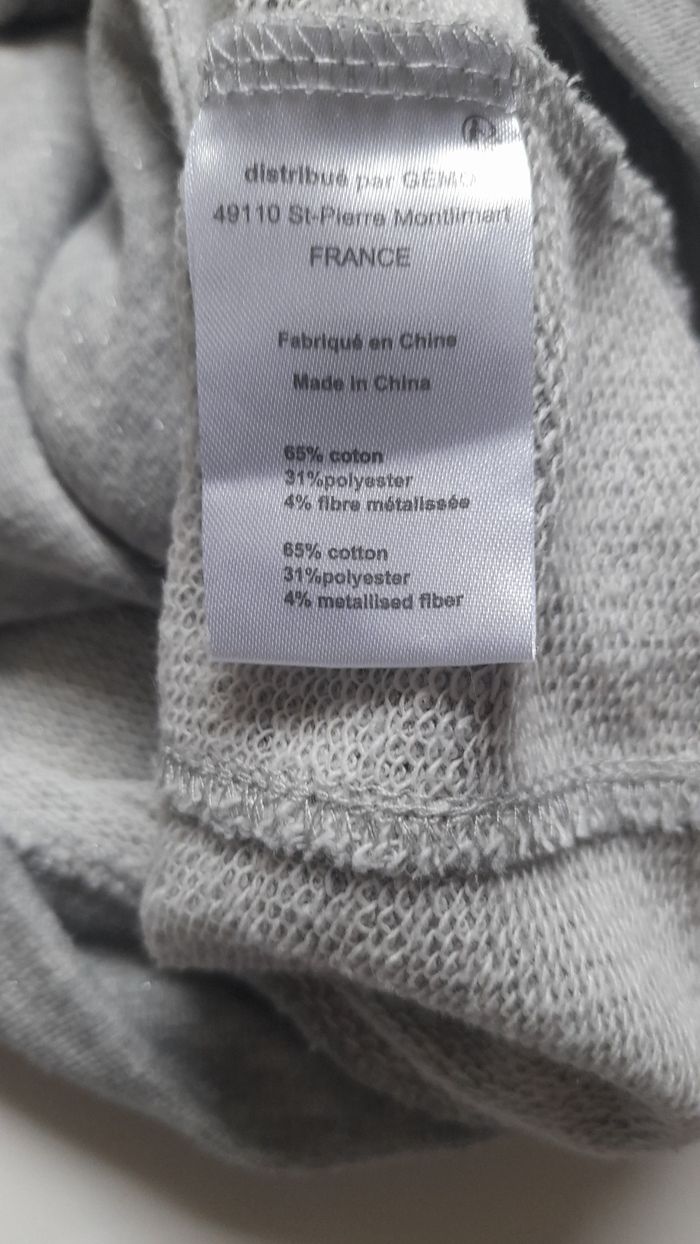 distribué par GÉMO
49110 St-Pierre Montlimart
FRANCE
Fabriqué en Chine
Made in China
65% coton
31%polyester
4% fibre métalissée
65% cotton
31%polyester
4% metallised fiber